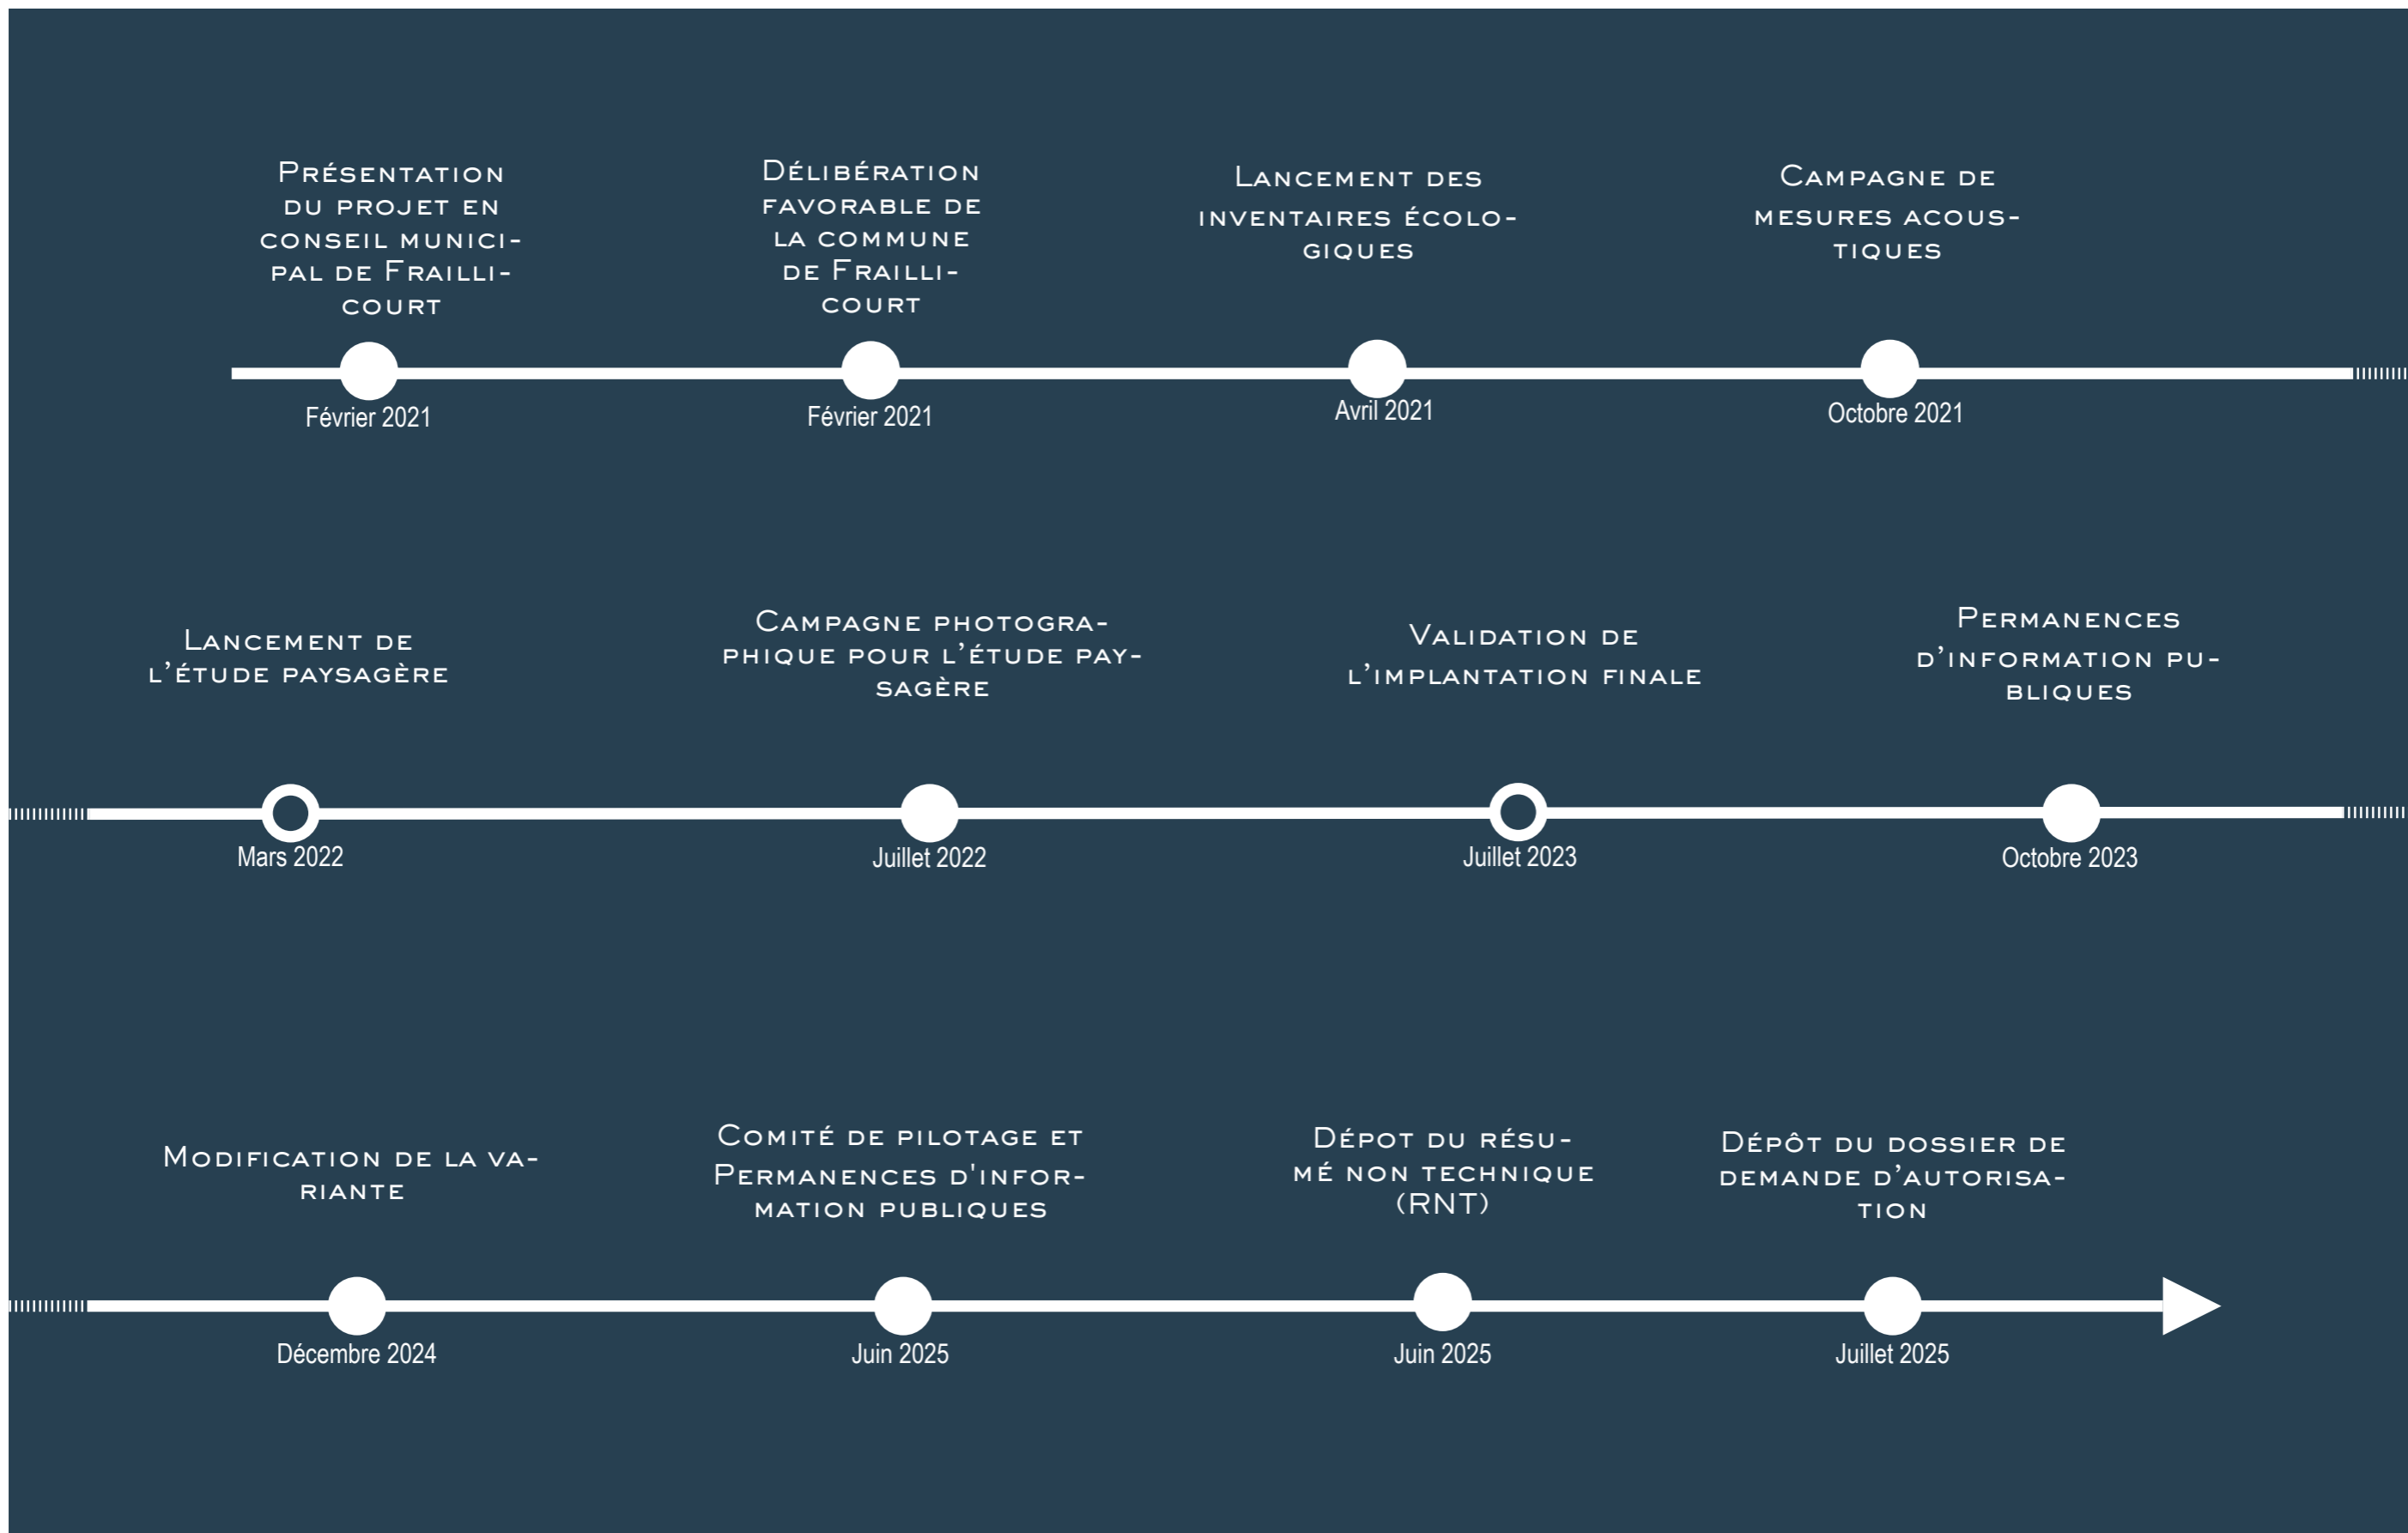 Présentation
du projet en
conseil munici-
pal de Frailli-
court
Février 2021
Délibération
favorable de
la commune
de Frailli-
court
Février 2021
Lancement des
inventaires écolo-
giques
Avril 2021
Campagne de
mesures acous-
tiques
Octobre 2021
Lancement de
l’étude paysagère
Mars 2022
Campagne photogra-
phique pour l’étude pay-
sagère
Juillet 2022
Validation de
l’implantation finale
Juillet 2023
Permanences
d’information pu-
bliques
Octobre 2023
Modification de la va-
riante
Décembre 2024
Comité de pilotage et
Permanences d'infor-
mation publiques
Juin 2025
Dépot du résu-
mé non technique
(RNT)
Juin 2025
Dépôt du dossier de
demande d’autorisa-
tion
Juillet 2025